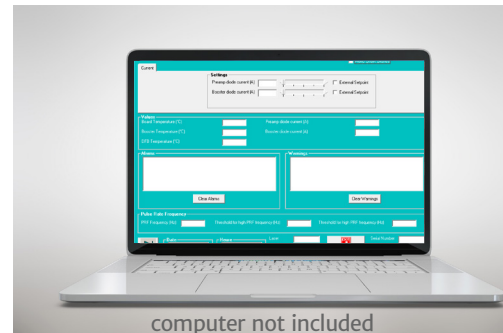 Current
Settings
Preamp diode current (A) External Setpoint
Booster diode current (A) External Setpoint
Values
Board Temperature (°C) Preamp diode current (A)
Booster Temperature (°C) Booster diode current (A)
Temperature (°C)
Alarms Warnings
Clear Alarms Clear Warnings
Pulse Rate Frequency
PRF Frequency (Hz) Threshold for high PRF frequency (Hz) Threshold for high PRF frequency (Hz)
Laser Serial Number
computer not included